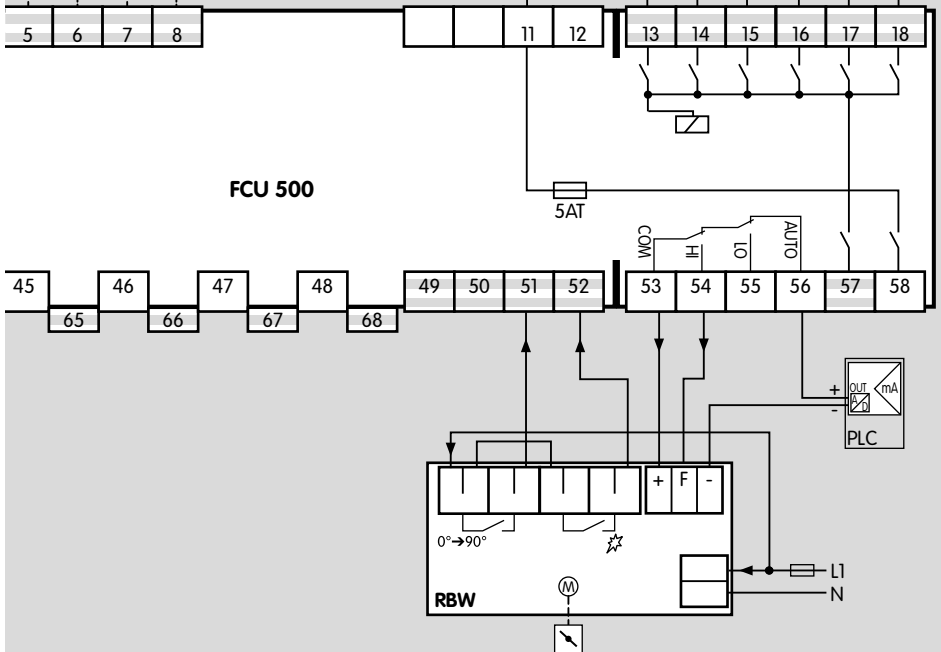 5 6 7 8 11 12 13 14 15 16 17 18
FCU 500
5AT
COM HI LO AUTO
45 46 47 48 49 50 51 52 53 54 55 56 57 58
65 66 67 68
+ OUT mA
- A/D
PLC
+ F -
0°→90°
L1
RBW M N